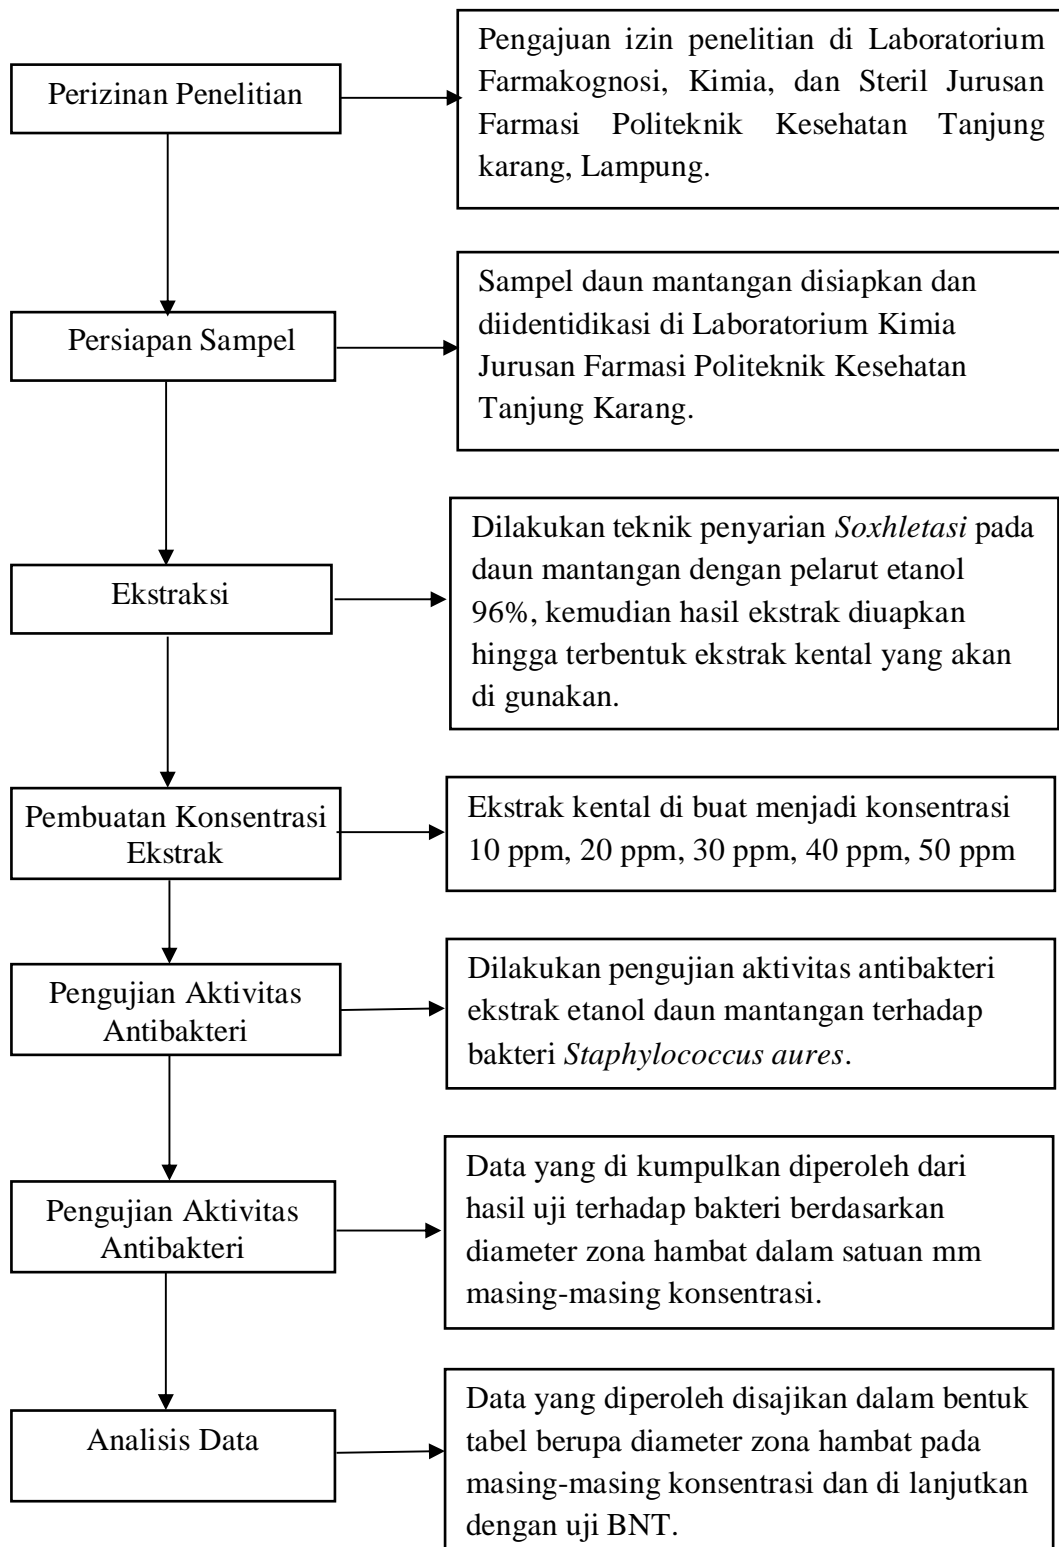 Perizinan Penelitian
Pengajuan izin penelitian di Laboratorium
Farmakognosi, Kimia, dan Steril Jurusan
Farmasi Politeknik Kesehatan Tanjung
karang, Lampung.
Persiapan Sampel
Sampel daun mantangan disiapkan dan
diidentidikasi di Laboratorium Kimia
Jurusan Farmasi Politeknik Kesehatan
Tanjung Karang.
Ekstraksi
Dilakukan teknik penyarian Soxhletasi pada
daun mantangan dengan pelarut etanol
96%, kemudian hasil ekstrak diuapkan
hingga terbentuk ekstrak kental yang akan
di gunakan.
Pembuatan Konsentrasi
Ekstrak
Ekstrak kental di buat menjadi konsentrasi
10 ppm, 20 ppm, 30 ppm, 40 ppm, 50 ppm
Pengujian Aktivitas
Antibakteri
Dilakukan pengujian aktivitas antibakteri
ekstrak etanol daun mantangan terhadap
bakteri Staphylococcus aures.
Pengujian Aktivitas
Antibakteri
Data yang di kumpulkan diperoleh dari
hasil uji terhadap bakteri berdasarkan
diameter zona hambat dalam satuan mm
masing-masing konsentrasi.
Analisis Data
Data yang diperoleh disajikan dalam bentuk
tabel berupa diameter zona hambat pada
masing-masing konsentrasi dan di lanjutkan
dengan uji BNT.